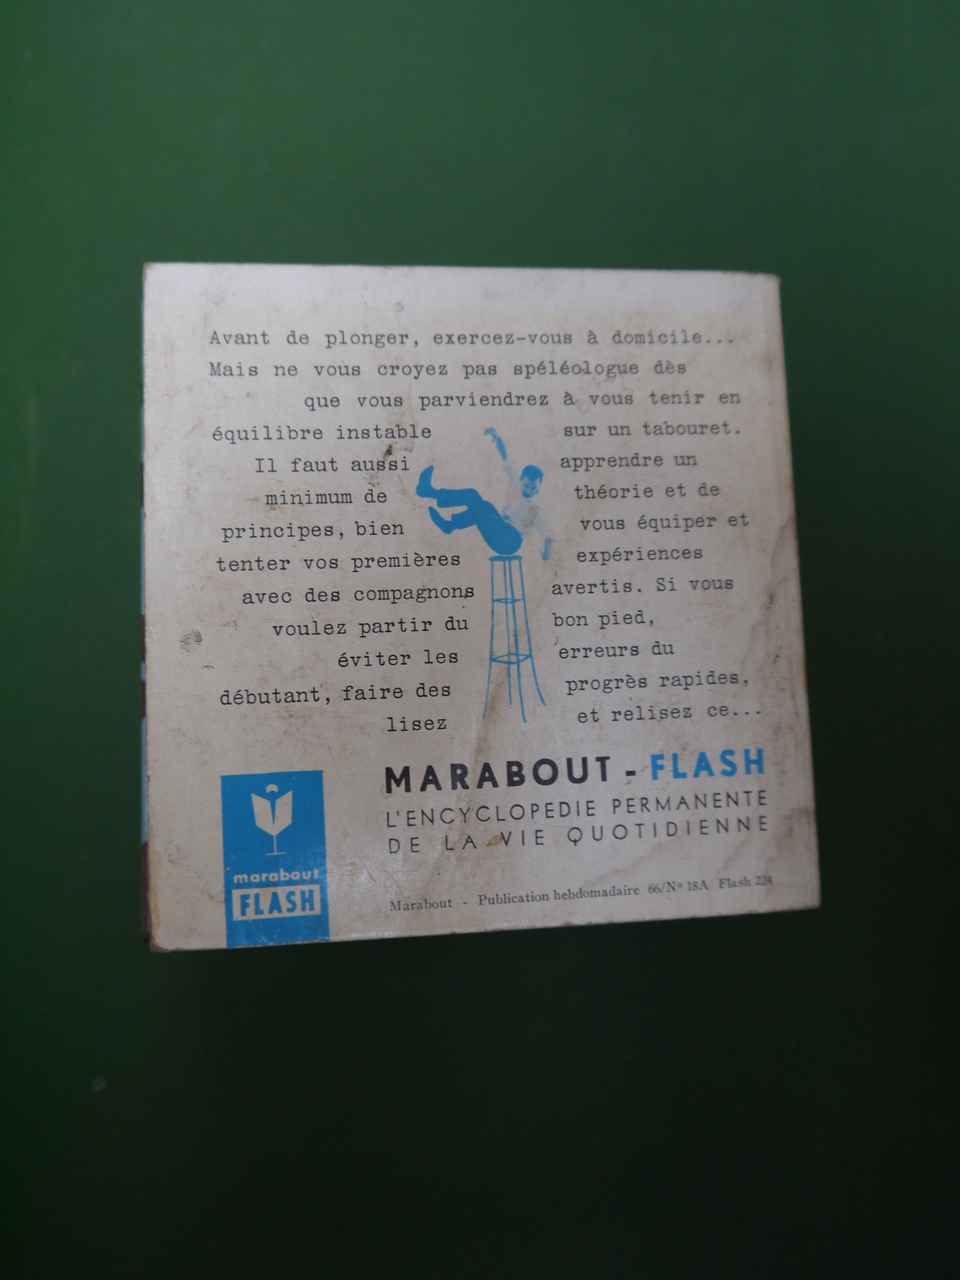 Avant de plonger, exercez-vous à domicile...
Mais ne vous croyez pas spéléologue dès
que vous parviendrez à vous tenir en
équilibre instable sur un tabouret.
Il faut aussi apprendre un
minimum de théorie et de
principes, bien vous équiper et
tenter vos premières expériences
avec des compagnons avertis. Si vous
voulez partir du bon pied,
éviter les erreurs du
débutant, faire des progrès rapides,
lisez et relisez ce...
MARABOUT - FLASH
L'ENCYCLOPEDIE PERMANENTE
DE LA VIE QUOTIDIENNE
marabout
FLASH
Marabout - Publication hebdomadaire 66/N° 18A Flash 224